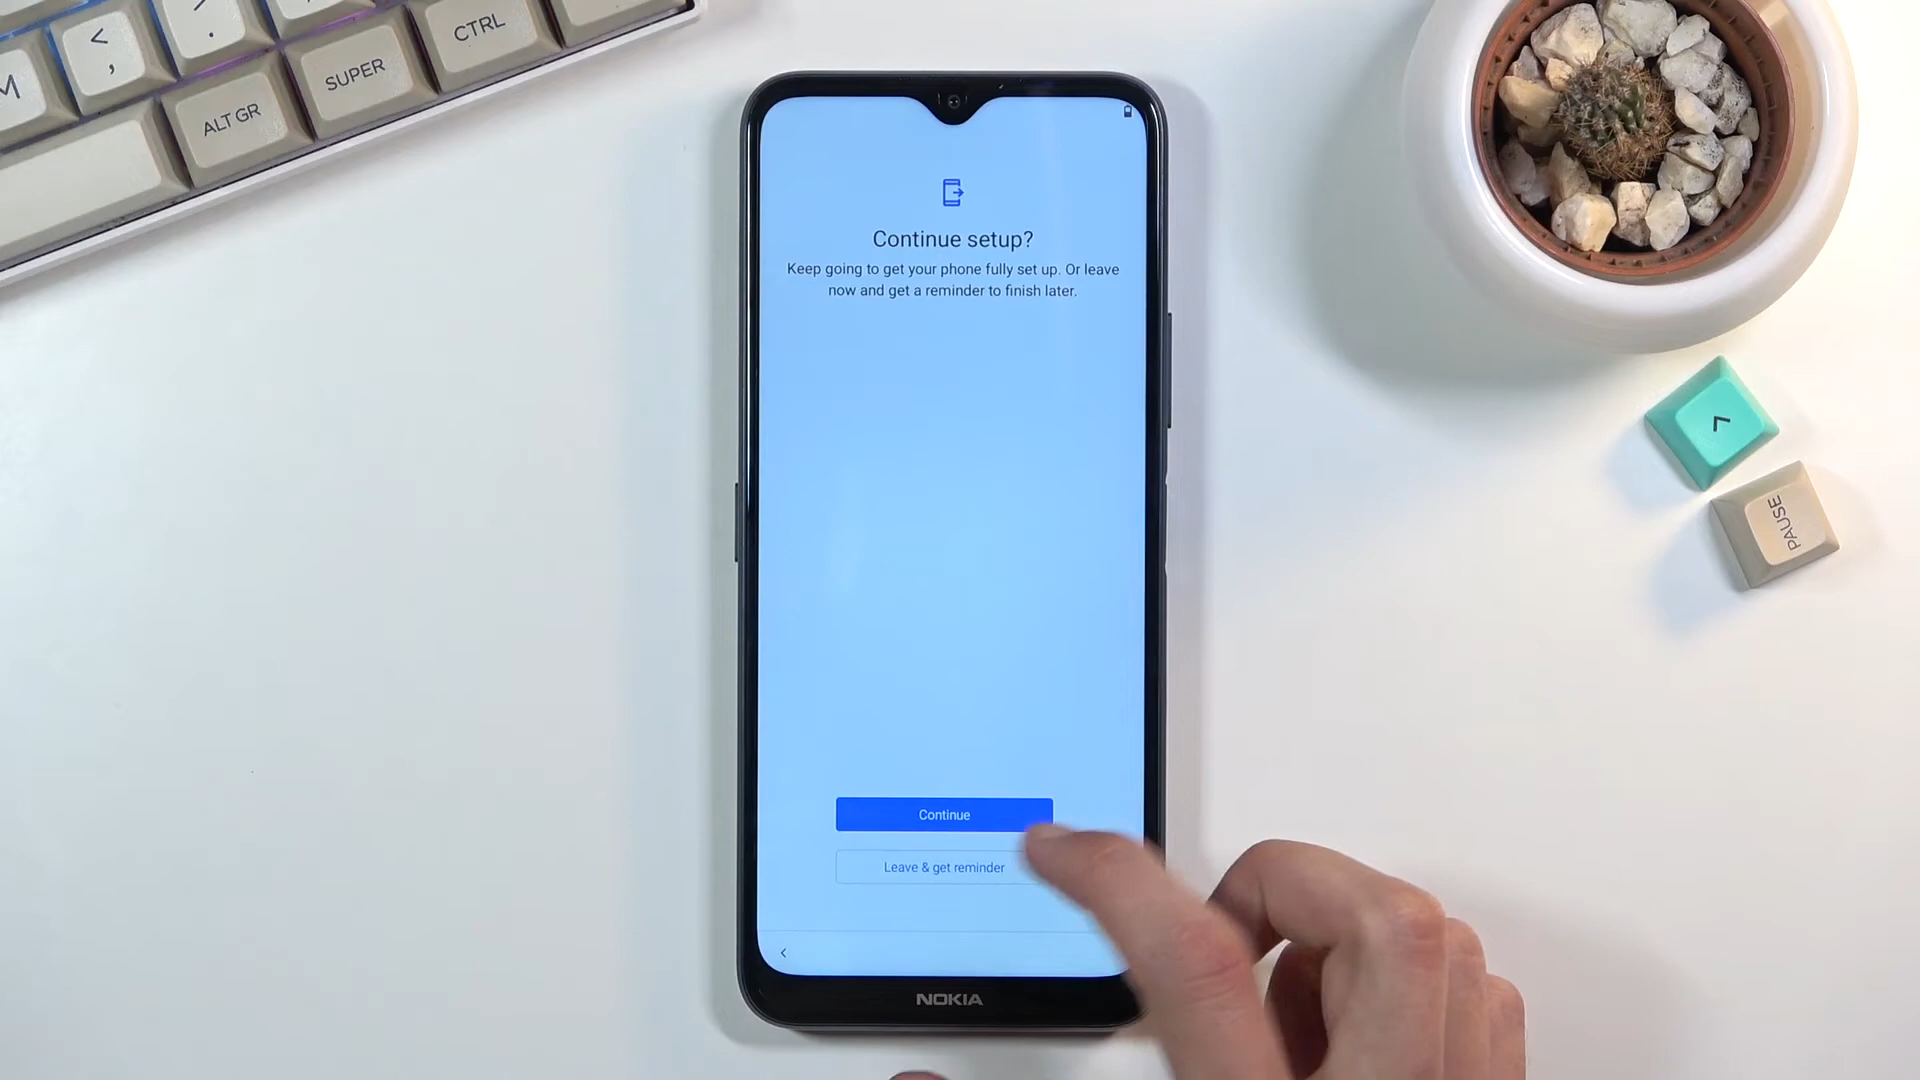 M
<
,
>
.
ALT GR
SUPER
CTRL
Continue setup?
Keep going to get your phone fully set up. Or leave
now and get a reminder to finish later.
Continue
Leave & get reminder
NOKIA
<
PAUSE